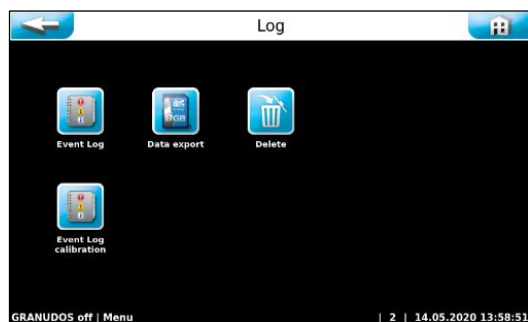 Log
Event Log
Data export
Delete
Event Log
calibration
GRANUDOS off | Menu
| 2 | 14.05.2020 13:58:51